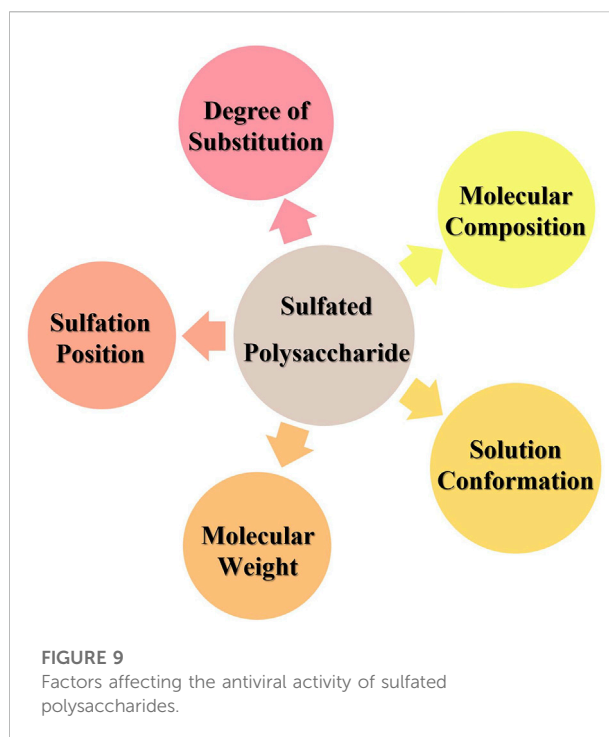 Degree of
Substitution
Molecular
Composition
Sulfated
Polysaccharide
Sulfation
Position
Solution
Conformation
Molecular
Weight
FIGURE 9
Factors affecting the antiviral activity of sulfated
polysaccharides.